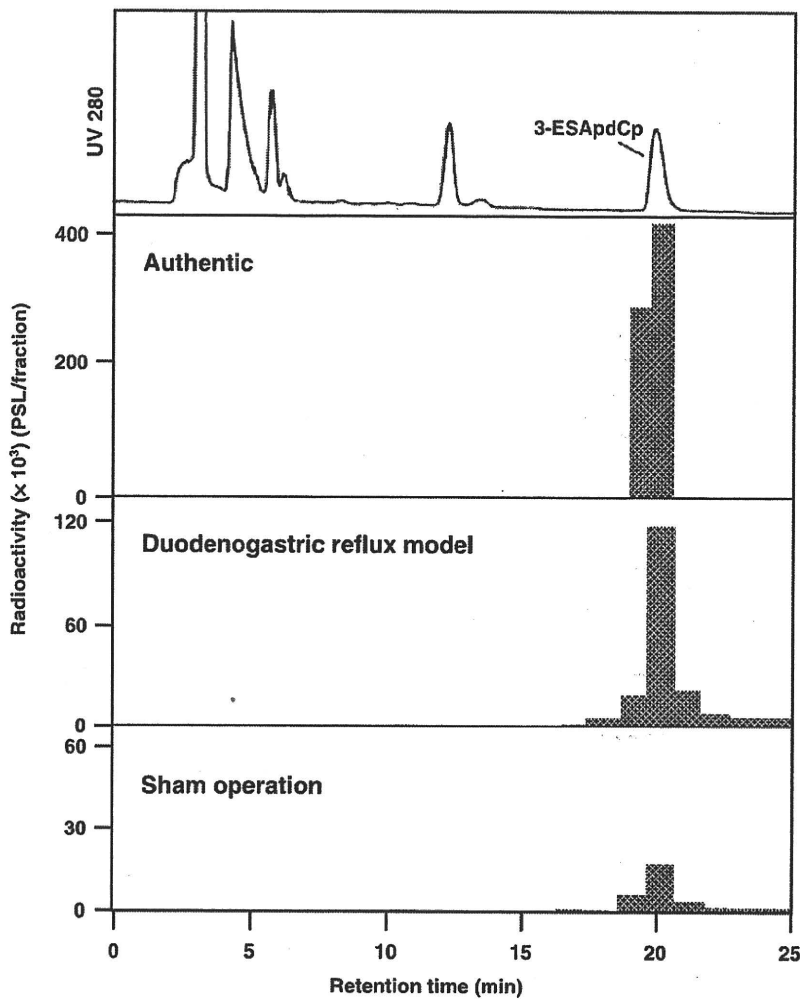 UV 280
3-ESApdCp
400
Authentic
200
0
Radioactivity (× 10³) (PSL/fraction)
120
Duodenogastric reflux model
60
0
60
Sham operation
30
0
0 5 10 15 20 25
Retention time (min)